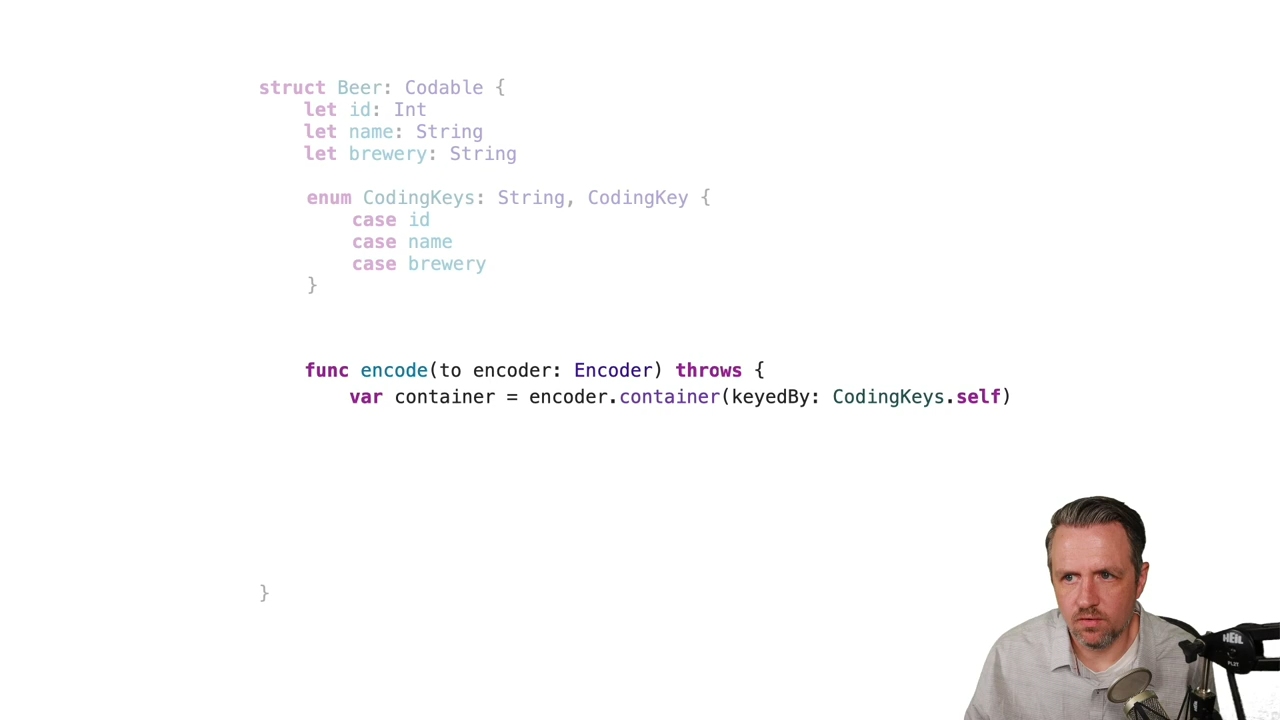 struct Beer: Codable {
    let id: Int
    let name: String
    let brewery: String
    enum CodingKeys: String, CodingKey {
        case id
        case name
        case brewery
    }
    func encode(to encoder: Encoder) throws {
        var container = encoder.container(keyedBy: CodingKeys.self)
}
HEIL